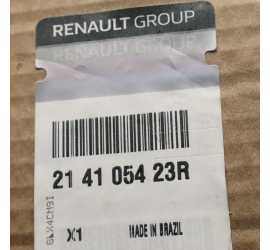 RENAULT GROUP
RENAULT GROUP
21 41 054 23R
X1 MADE IN BRAZIL